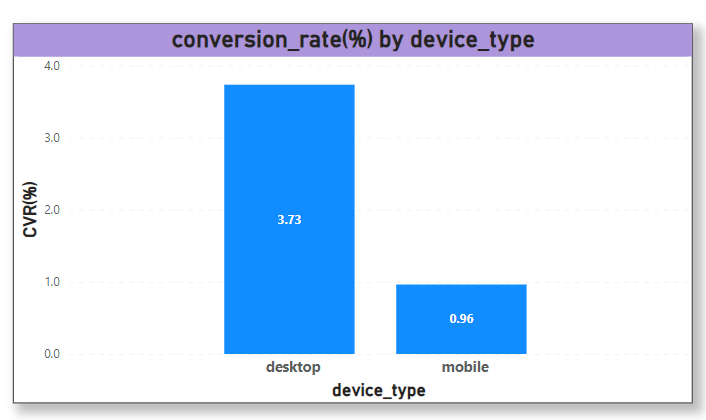 conversion_rate(%) by device_type
4.0
3.0
2.0
1.0
0.0
CVR(%)
3.73
0.96
desktop
mobile
device_type